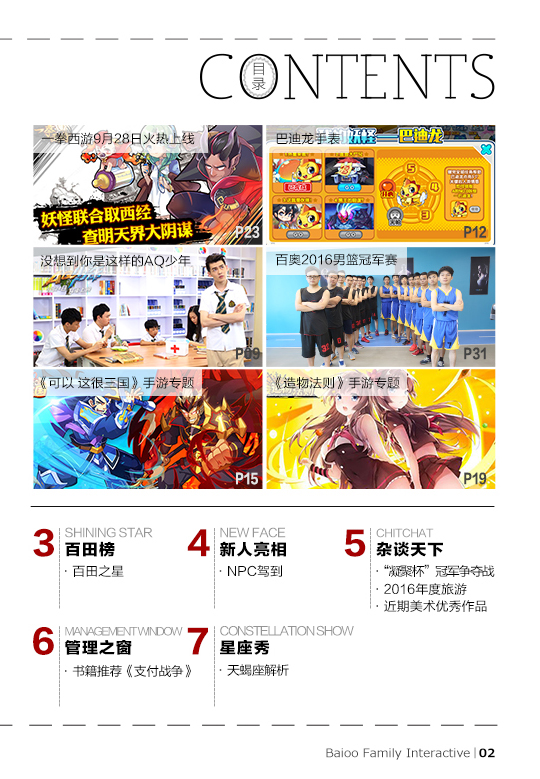 CONTENTS
目录
一拳西游9月28日火热上线
妖怪联合取西经
查明天界大阴谋
P23
巴迪龙手表
妖怪——巴迪龙
5
4
3
P12
没想到你是这样的AQ少年
P09
百奥2016男篮冠军赛
P31
《可以 这很三国》手游专题
P15
《造物法则》手游专题
P19
3
SHINING STAR
百田榜
· 百田之星
4
NEW FACE
新人亮相
· NPC驾到
5
CHITCHAT
杂谈天下
· “凝聚杯”冠军争夺战
· 2016年度旅游
· 近期美术优秀作品
6
MANAGEMENT WINDOW
管理之窗
· 书籍推荐《支付战争》
7
CONSTELLATION SHOW
星座秀
· 天蝎座解析
Baioo Family Interactive | 02